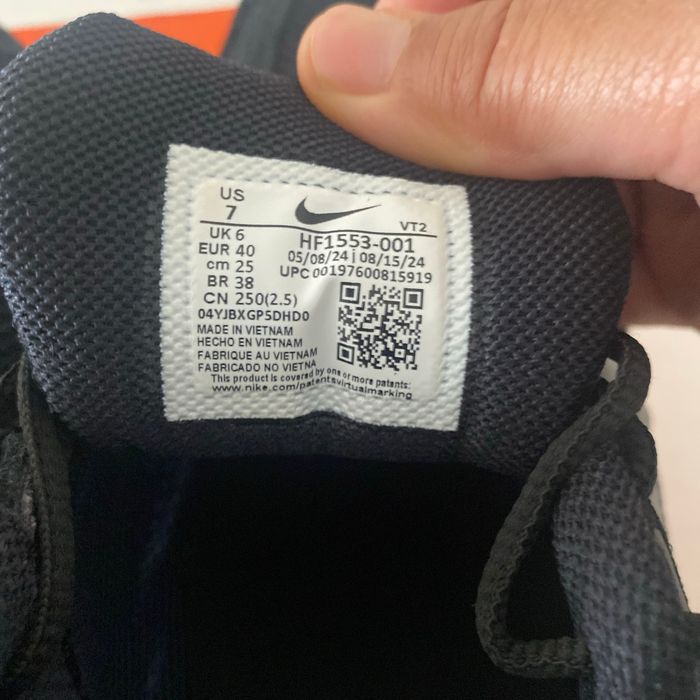 US
7
VT2
UK 6
EUR 40
cm 25
BR 38
CN 250(2.5)
HF1553-001
05/08/24 | 08/15/24
UPC 00197600815919
04YJBXGP5DHD0
MADE IN VIETNAM
HECHO EN VIETNAM
FABRIQUE AU VIETNAM
FABRICADO NO VIETNA
This product is covered by one or more patents:
www.nike.com/patentsvirtualmarking